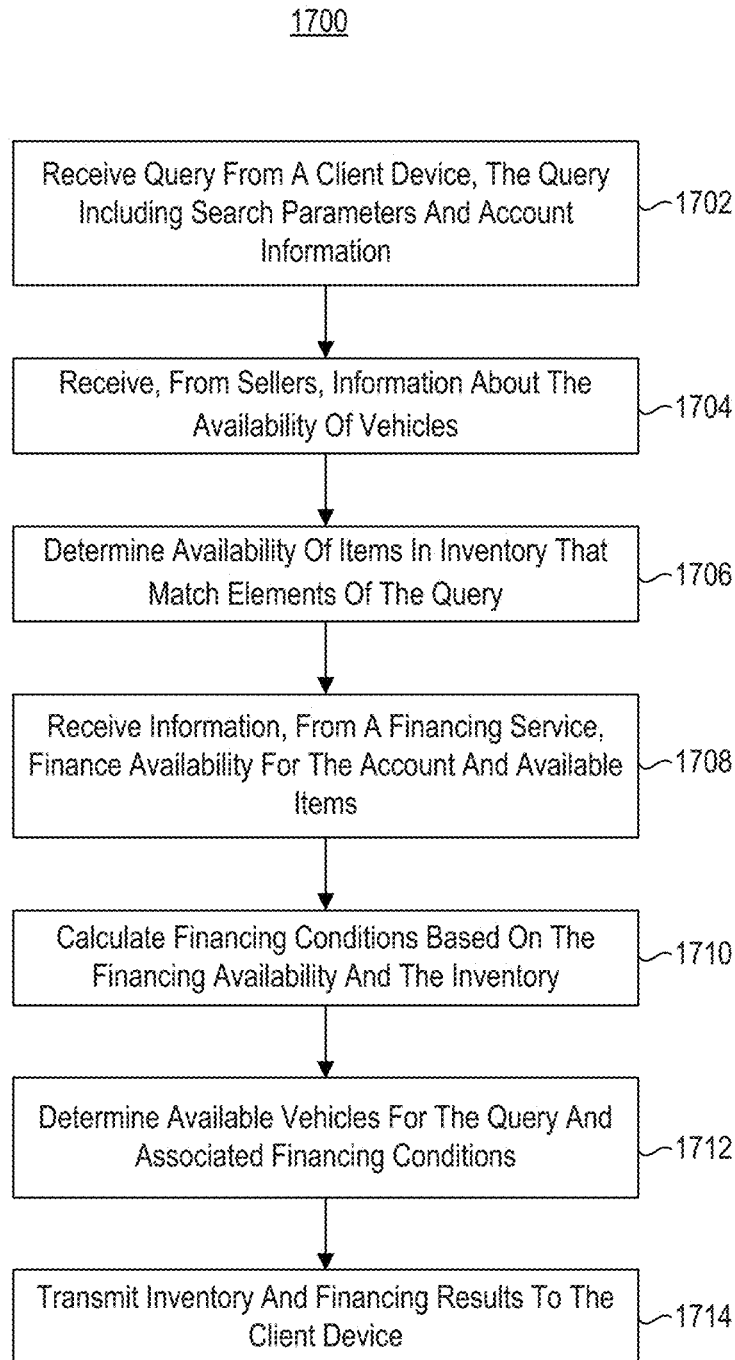 1700
Receive Query From A Client Device, The Query
Including Search Parameters And Account
Information
1702
Receive, From Sellers, Information About The
Availability Of Vehicles
1704
Determine Availability Of Items In Inventory That
Match Elements Of The Query
1706
Receive Information, From A Financing Service,
Finance Availability For The Account And Available
Items
1708
Calculate Financing Conditions Based On The
Financing Availability And The Inventory
1710
Determine Available Vehicles For The Query And
Associated Financing Conditions
1712
Transmit Inventory And Financing Results To The
Client Device
1714